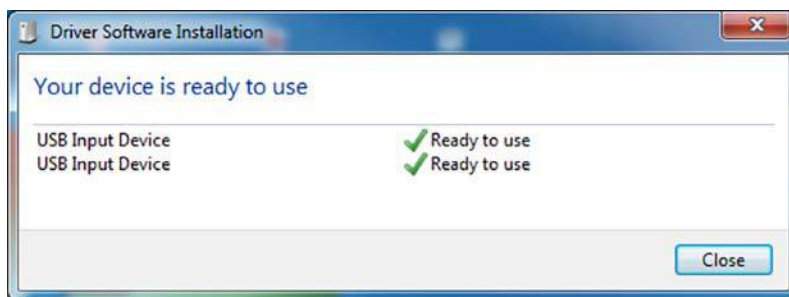 Driver Software Installation
Your device is ready to use
USB Input Device Ready to use
USB Input Device Ready to use
Close